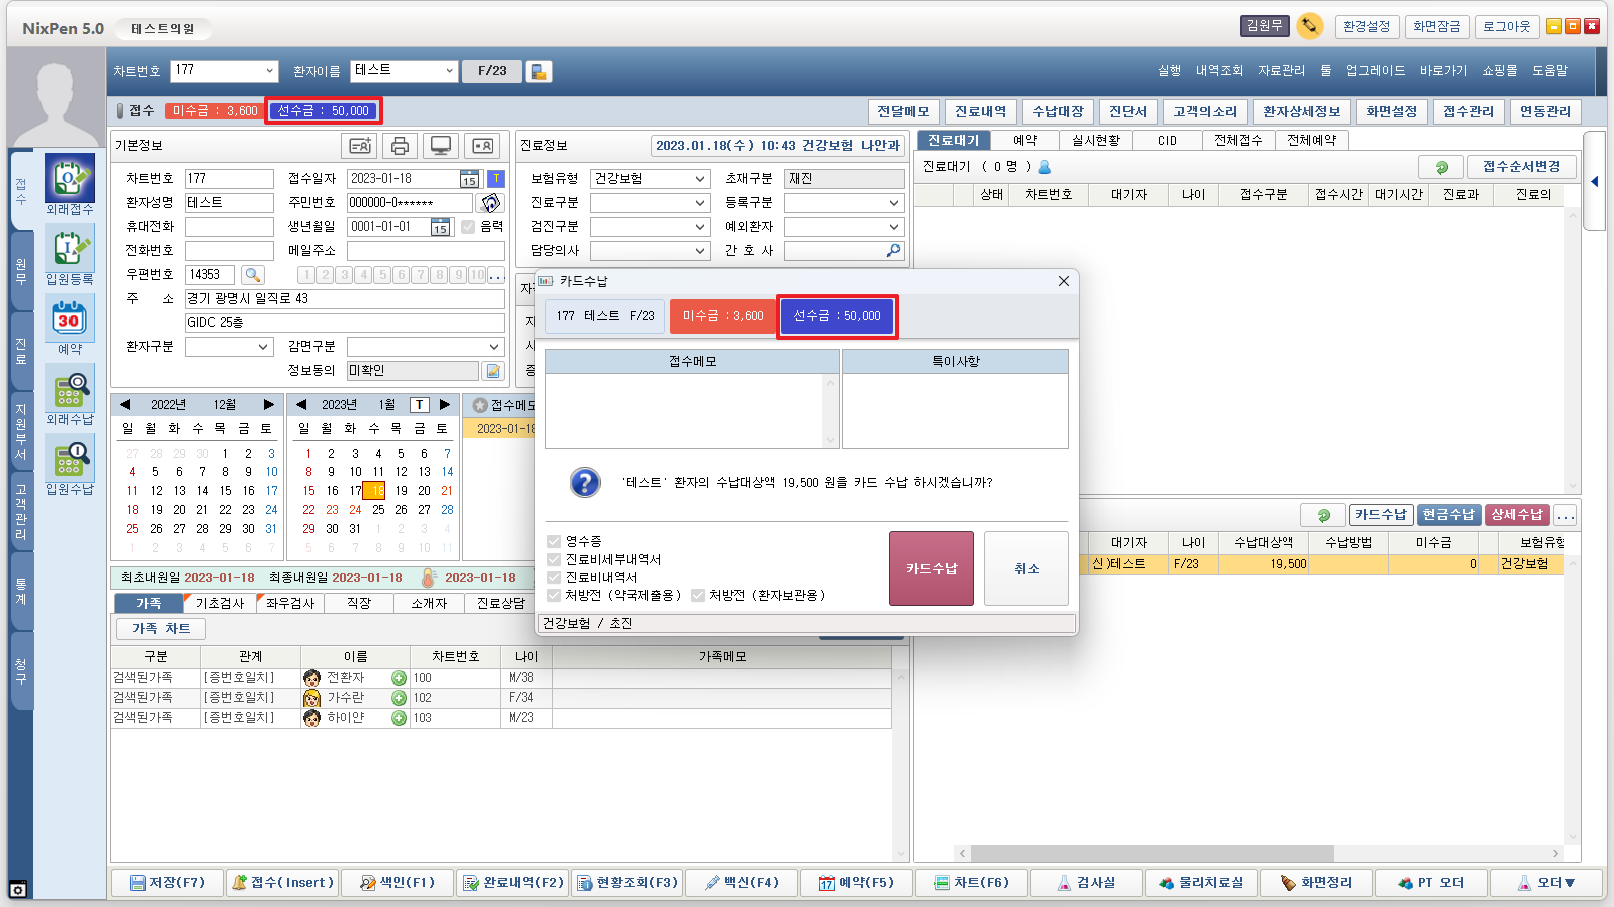 NixPen 5.0 테스트의원 김원무 환경설정 화면잠금 로그아웃
차트번호 177 환자이름 테스트 F/23 실행 내역조회 자료관리 툴 업그레이드 바로가기 쇼핑몰 도움말
접수 미수금 : 3,600 선수금 : 50,000 전달메모 진료내역 수납대장 진단서 고객의소리 환자상세정보 화면설정 접수관리 연동관리
접수
원무
진료
지원부서
고객관리
통계
청구
외래접수
입원등록
30
예약
외래수납
입원수납
기본정보
차트번호 177 접수일자 2023-01-18 15 T
환자성명 테스트 주민번호 000000-0******
휴대전화 생년월일 0001-01-01 15 음력
전화번호 메일주소
우편번호 14353 1 2 3 4 5 6 7 8 9 10 ...
주 소 경기 광명시 일직로 43
GIDC 25층
환자구분 감면구분
정보동의 미확인
진료정보 2023.01.18(수) 10:43 건강보험 나안과
보험유형 건강보험 초재구분 재진
진료구분 등록구분
검진구분 예외환자
담당의사 간 호 사
자
지
사
증
진료대기 예약 실시현황 CID 전체접수 전체예약
진료대기 ( 0 명 ) 접수순서변경
상태 차트번호 대기자 나이 접수구분 접수시간 대기시간 진료과 진료의
◀ 2022년 12월 ▶
일 월 화 수 목 금 토
27 28 29 30 1 2 3
4 5 6 7 8 9 10
11 12 13 14 15 16 17
18 19 20 21 22 23 24
25 26 27 28 29 30 31
1 2 3 4 5 6 7
◀ 2023년 1월 T ▶
일 월 화 수 목 금 토
1 2 3 4 5 6 7
8 9 10 11 12 13 14
15 16 17 18 19 20 21
22 23 24 25 26 27 28
29 30 31 1 2 3 4
5 6 7 8 9 10 11
접수메모
2023-01-18
카드수납
177 테스트 F/23 미수금 :3,600 선수금 :50,000
접수메모 특이사항
'테스트' 환자의 수납대상액 19,500 원을 카드 수납 하시겠습니까?
영수증
진료비세부내역서
진료비내역서
처방전 (약국제출용) 처방전 (환자보관용)
카드수납 취소
건강보험 / 초진
카드수납 현금수납 상세수납 ...
대기자 나이 수납대상액 수납방법 미수금 보험유형
신)테스트 F/23 19,500 0 건강보험
최초내원일 2023-01-18 최종내원일 2023-01-18 2023-01-18
가족 기초검사 좌우검사 직장 소개자 진료상담
가족 차트
구분 관계 이름 차트번호 나이 가족메모
검색된가족 [증번호일치] 전환자 100 M/38
검색된가족 [증번호일치] 가수란 102 F/34
검색된가족 [증번호일치] 하이얀 103 M/23
저장(F7) 접수(Insert) 색인(F1) 완료내역(F2) 현황조회(F3) 백신(F4) 17 예약(F5) 차트(F6) 검사실 물리치료실 화면정리 PT 오더 오더▼